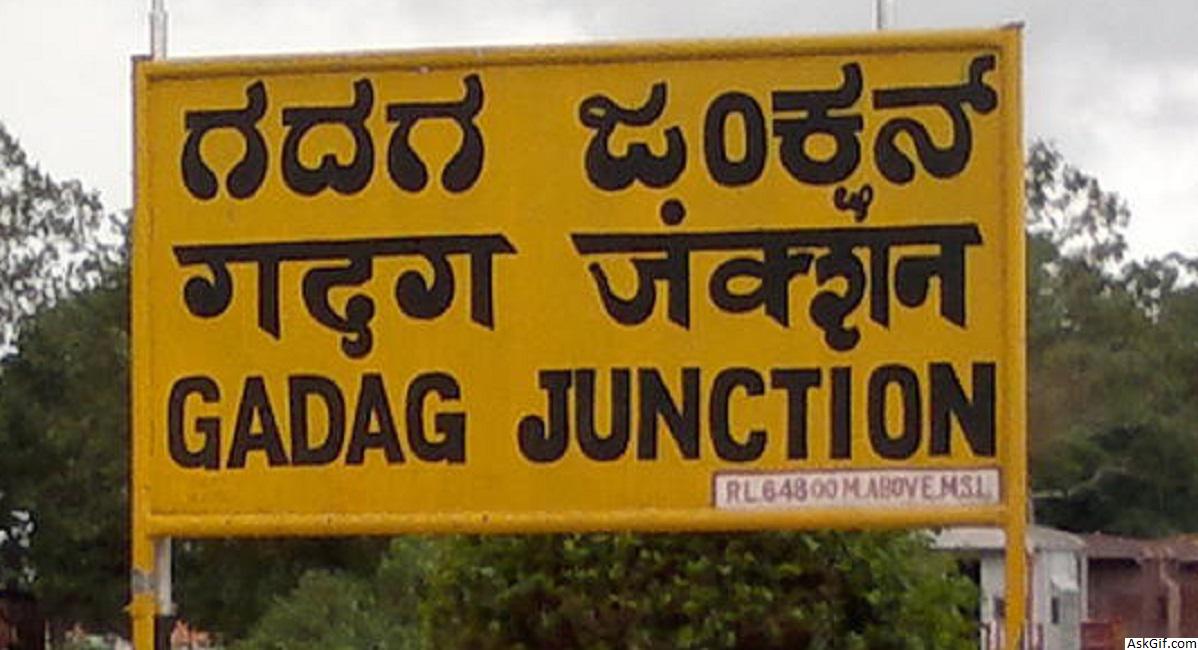 ಗದಗ ಜಂಕ್ಷನ್
गदग जंक्शन
GADAG JUNCTION
RL.648 00 M.ABOVE.M.S.L
AskGif.com